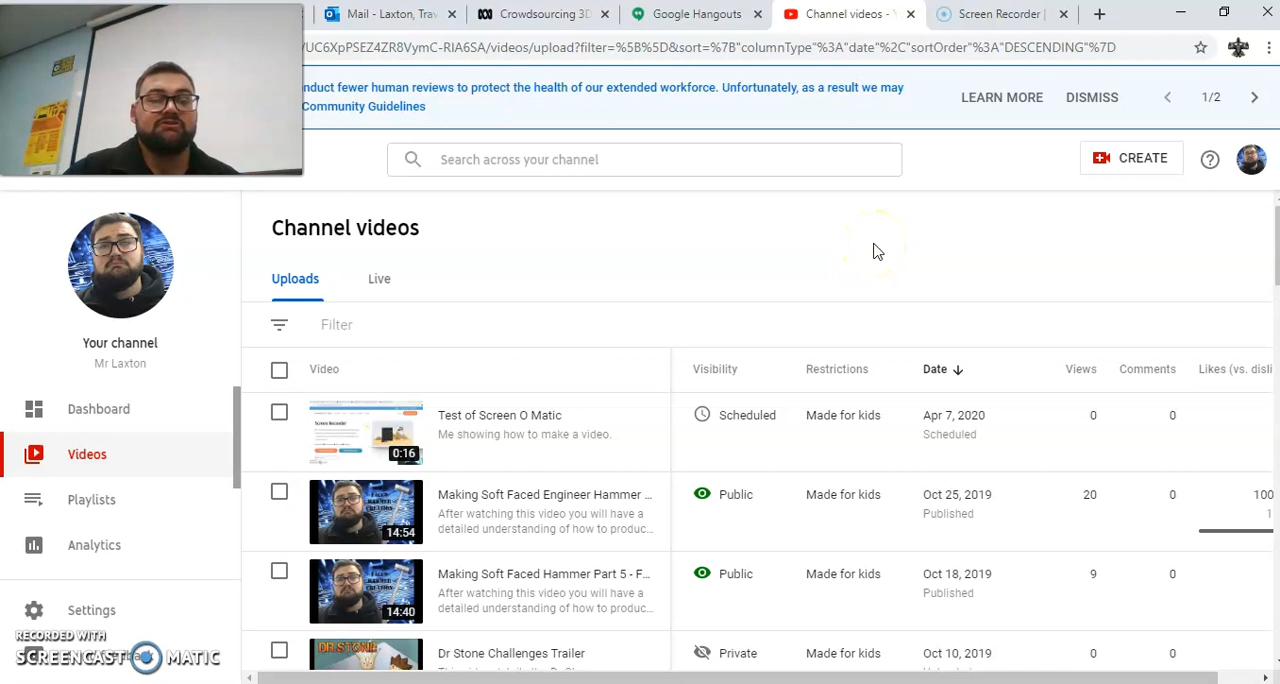 Mail - Laxton, Trav
Crowdsourcing 3D
Google Hangouts
Channel videos - Y
Screen Recorder |
/UC6XpPSEZ4ZR8VymC-RIA6SA/videos/upload?filter=%5B%5D&sort=%7B"columnType"%3A"date"%2C"sortOrder"%3A"DESCENDING"%7D
nduct fewer human reviews to protect the health of our extended workforce. Unfortunately, as a result we may
Community Guidelines
LEARN MORE
DISMISS
1/2
Search across your channel
CREATE
Channel videos
Uploads
Live
Filter
Your channel
Mr Laxton
Dashboard
Videos
Playlists
Analytics
Settings
Video
Visibility
Restrictions
Date
Views
Comments
Likes (vs. disli
Test of Screen O Matic
Me showing how to make a video.
0:16
Scheduled
Made for kids
Apr 7, 2020
Scheduled
0
0
Making Soft Faced Engineer Hammer ...
After watching this video you will have a
detailed understanding of how to produc...
14:54
Public
Made for kids
Oct 25, 2019
Published
20
0
100
1
Making Soft Faced Hammer Part 5 - F...
After watching this video you will have a
detailed understanding of how to produc...
14:40
Public
Made for kids
Oct 18, 2019
Published
9
0
DR STONE
Dr Stone Challenges Trailer
Private
Made for kids
Oct 10, 2019
0
0
RECORDED WITH
SCREENCAST MATIC